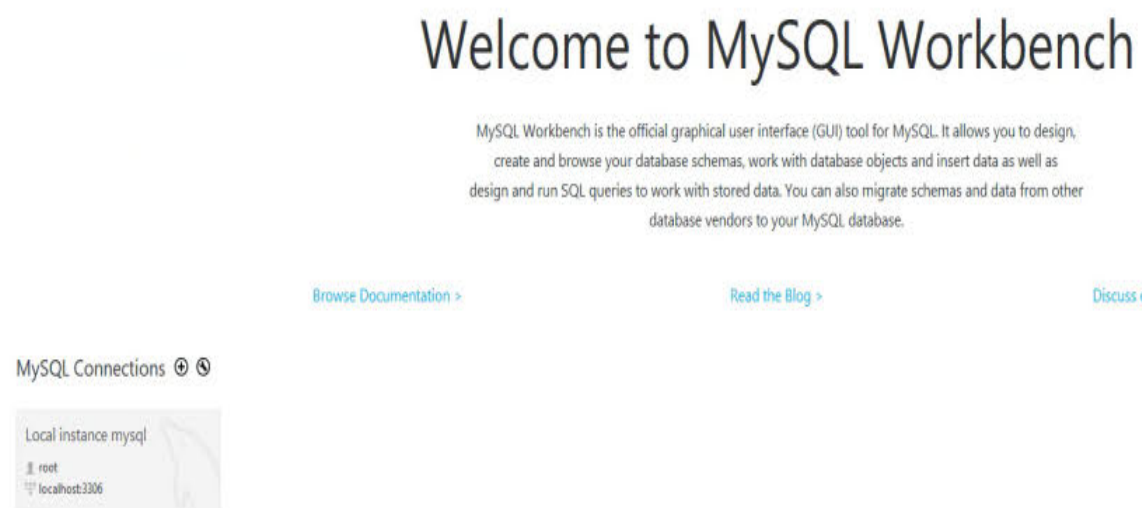 Welcome to MySQL Workbench
MySQL Workbench is the official graphical user interface (GUI) tool for MySQL. It allows you to design,
create and browse your database schemas, work with database objects and insert data as well as
design and run SQL queries to work with stored data. You can also migrate schemas and data from other
database vendors to your MySQL database.
Browse Documentation >
Read the Blog >
Discuss
MySQL Connections
Local instance mysql
root
localhost:3306